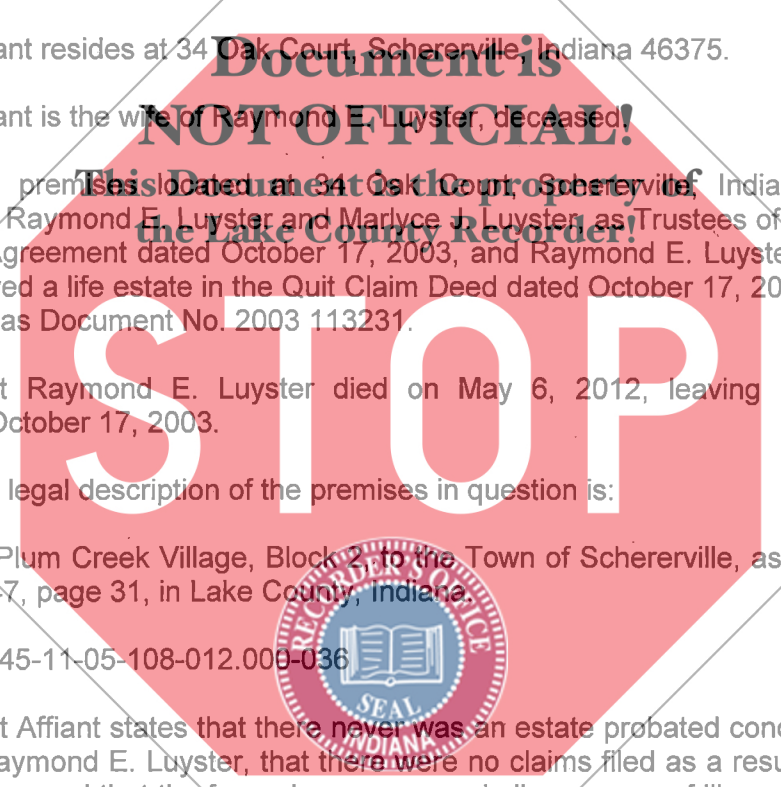 ant resides at 34 Oak Court, Schererville, Indiana 46375.
Document is
ant is the wife of Raymond E. Luyster, deceased.
NOT OFFICIAL!
premises located at 34 Oak Court, Schererville, India
This Document is the property of
Raymond E. Luyster and Marlyce J. Luyster, as Trustees of
the Lake County Recorder!
Agreement dated October 17, 2003, and Raymond E. Luyste
ed a life estate in the Quit Claim Deed dated October 17, 20
as Document No. 2003 113231.
STOP
t Raymond E. Luyster died on May 6, 2012, leaving
October 17, 2003.
legal description of the premises in question is:
Plum Creek Village, Block 2, to the Town of Schererville, as
7, page 31, in Lake County, Indiana.
RECORDER'S OFFICE
45-11-05-108-012.000-036
SEAL
INDIANA
t Affiant states that there never was an estate probated conc
aymond E. Luyster, that there were no claims filed as a resu